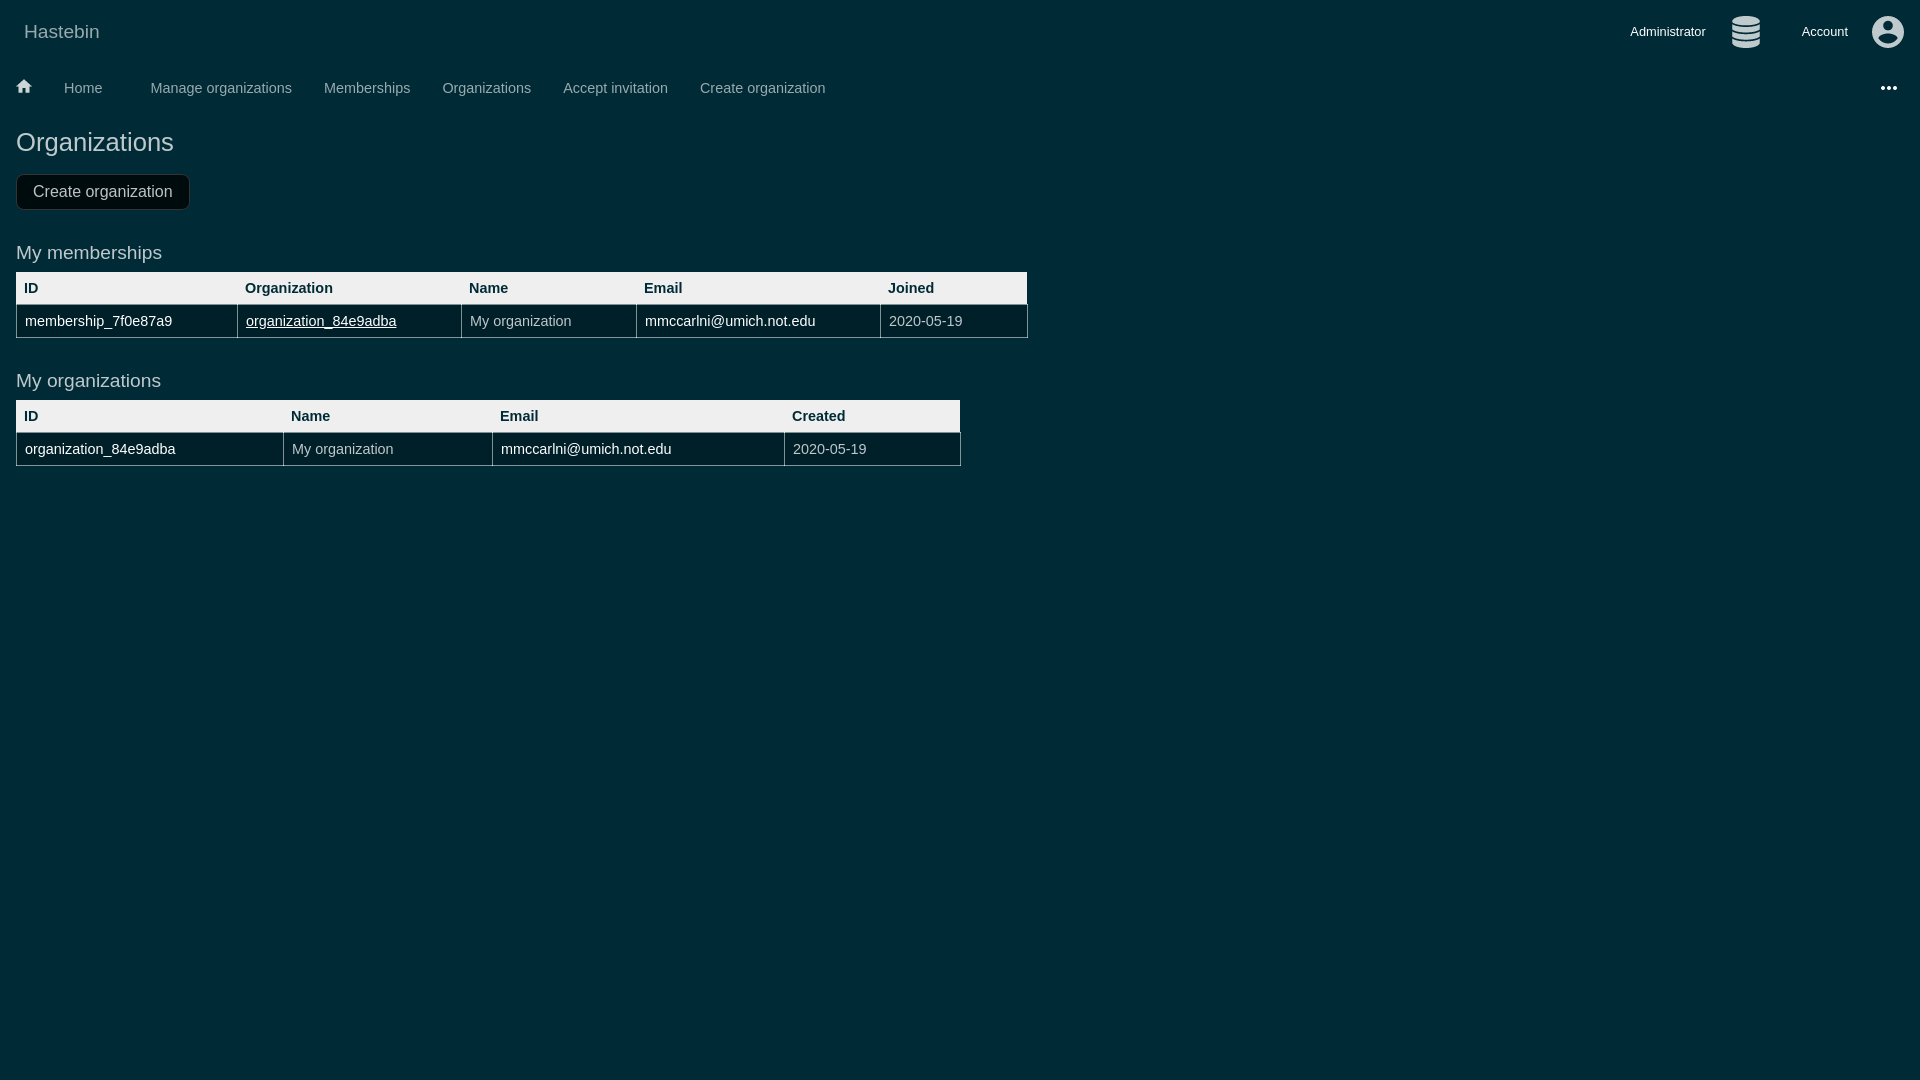 Hastebin
Administrator
Account
Home
Manage organizations
Memberships
Organizations
Accept invitation
Create organization
Organizations
Create organization
My memberships
ID Organization Name Email Joined
membership_7f0e87a9 organization_84e9adba My organization mmccarlni@umich.not.edu 2020-05-19
My organizations
ID Name Email Created
organization_84e9adba My organization mmccarlni@umich.not.edu 2020-05-19